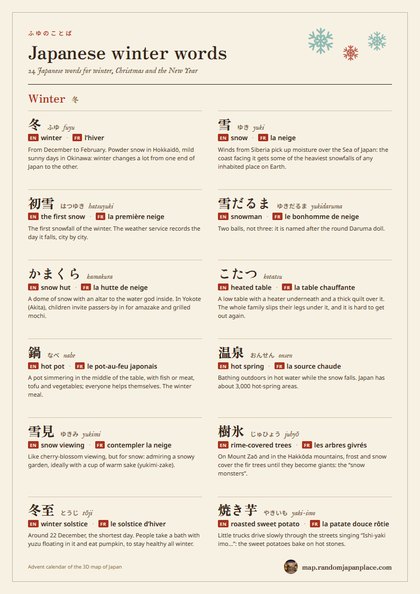 ふゆのことば
Japanese winter words
24 Japanese words for winter, Christmas and the New Year
Winter 冬
冬 ふゆ fuyu
EN winter · FR l'hiver
From December to February. Powder snow in Hokkaidō, mild
sunny days in Okinawa: winter changes a lot from one end of
Japan to the other.
雪 ゆき yuki
EN snow · FR la neige
Winds from Siberia pick up moisture over the Sea of Japan: the
coast facing it gets some of the heaviest snowfalls of any
inhabited place on Earth.
初雪 はつゆき hatsuyuki
EN the first snow · FR la première neige
The first snowfall of the winter. The weather service records the
day it falls, city by city.
雪だるま ゆきだるま yukidaruma
EN snowman · FR le bonhomme de neige
Two balls, not three: it is named after the round Daruma doll.
かまくら kamakura
EN snow hut · FR la hutte de neige
A dome of snow with an altar to the water god inside. In Yokote
(Akita), children invite passers-by in for amazake and grilled
mochi.
こたつ kotatsu
EN heated table · FR la table chauffante
A low table with a heater underneath and a thick quilt over it.
The whole family slips their legs under it, and it is hard to get
out again.
鍋 なべ nabe
EN hot pot · FR le pot-au-feu japonais
A pot simmering in the middle of the table, with fish or meat,
tofu and vegetables; everyone helps themselves. The winter
meal.
温泉 おんせん onsen
EN hot spring · FR la source chaude
Bathing outdoors in hot water while the snow falls. Japan has
about 3,000 hot-spring areas.
雪見 ゆきみ yukimi
EN snow viewing · FR contempler la neige
Like cherry-blossom viewing, but for snow: admiring a snowy
garden, ideally with a cup of warm sake (yukimi-zake).
樹氷 じゅひょう juhyō
EN rime-covered trees · FR les arbres givrés
On Mount Zaō and in the Hakkōda mountains, frost and snow
cover the fir trees until they become giants: the “snow
monsters”.
冬至 とうじ tōji
EN winter solstice · FR le solstice d'hiver
Around 22 December, the shortest day. People take a bath with
yuzu floating in it and eat pumpkin, to stay healthy all winter.
焼き芋 やきいも yaki-imo
EN roasted sweet potato · FR la patate douce rôtie
Little trucks drive slowly through the streets singing “Ishi-yaki
imo…”: the sweet potatoes bake on hot stones.
Advent calendar of the 3D map of Japan
map.randomjapanplace.com